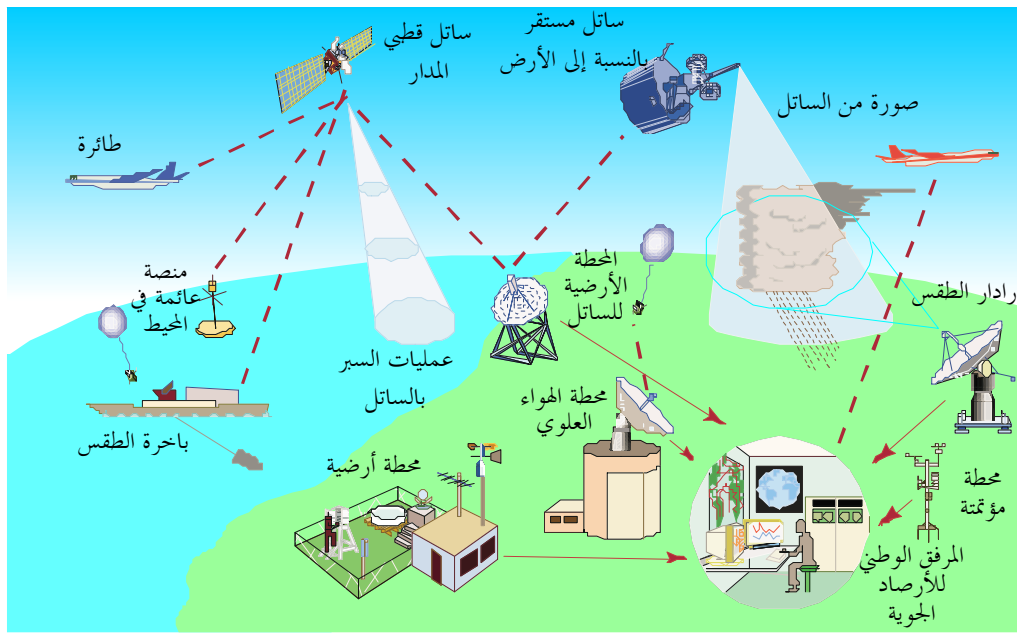 ساتل مستقر
بالنسبة إلى الأرض
ساتل قطبي
المدار
صورة من الساتل
طائرة
المحطة
الأرضية
للساتل
منصة
عائمة في
المحيط
رادار الطقس
عمليات السبر
بالساتل
محطة الهواء
العلوي
باخرة الطقس
محطة أرضية
محطة
مؤتمتة
المرفق الوطني
للأرصاد
الجوية